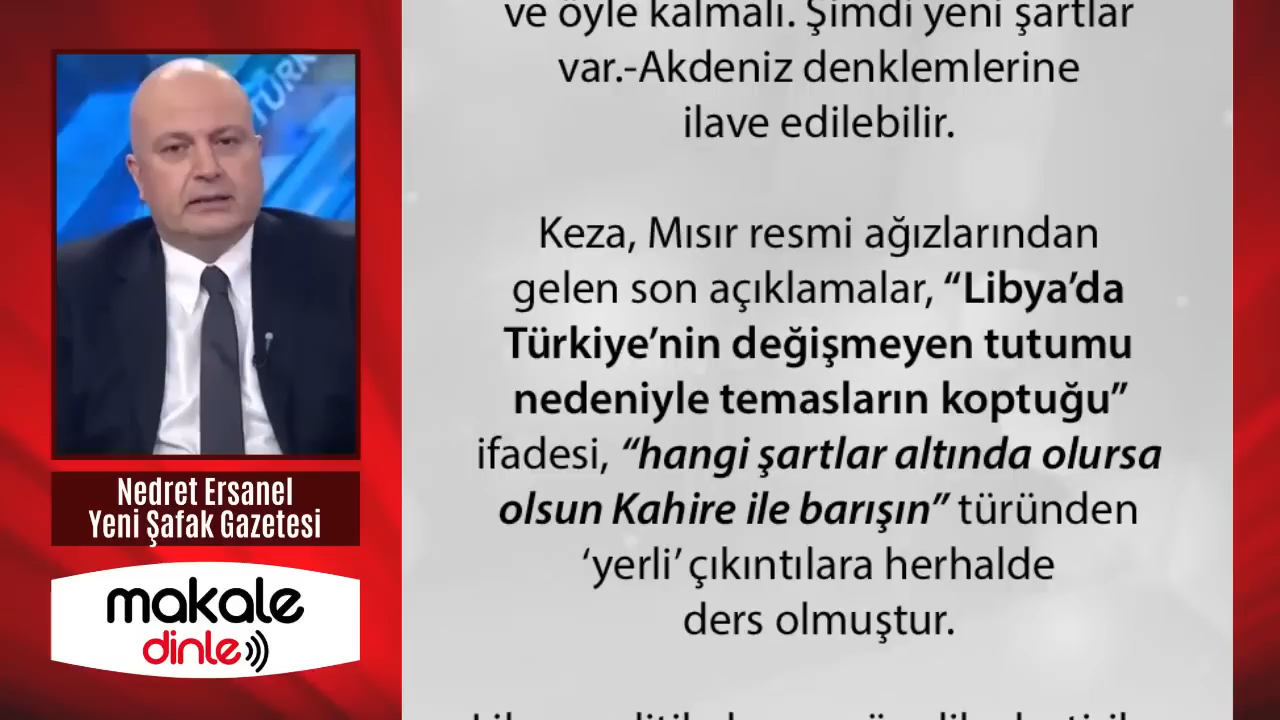 ve öyle kalmalı. Şimdi yeni şartlar
var.-Akdeniz denklemlerine
ilave edilebilir.
Keza, Mısır resmi ağızlarından
gelen son açıklamalar, “Libya’da
Türkiye’nin değişmeyen tutumu
nedeniyle temasların koptuğu”
ifadesi, “hangi şartlar altında olursa
olsun Kahire ile barışın” türünden
‘yerli’ çıkıntılara herhalde
ders olmuştur.
TÜRK
Nedret Ersanel
Yeni Şafak Gazetesi
makale
dinle